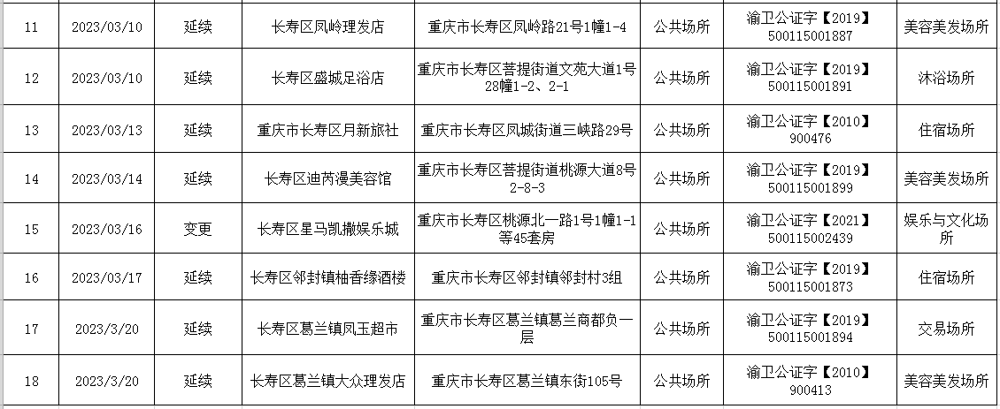 11 2023/03/10 延续 长寿区凤岭理发店 重庆市长寿区凤岭路21号1幢1-4 公共场所 渝卫公证字【2019】 美容美发场所
500115001887
12 2023/03/10 延续 长寿区盛城足浴店 重庆市长寿区菩提街道文苑大道1号 公共场所 渝卫公证字【2019】 沐浴场所
28幢1-2、2-1 500115001891
13 2023/03/13 延续 重庆市长寿区月新旅社 重庆市长寿区凤城街道三峡路29号 公共场所 渝卫公证字【2010】 住宿场所
900476
14 2023/03/14 延续 长寿区迪芮漫美容馆 重庆市长寿区菩提街道桃源大道8号 公共场所 渝卫公证字【2019】 美容美发场所
2-8-3 500115001899
15 2023/03/16 变更 长寿区星马凯撒娱乐城 重庆市长寿区桃源北一路1号1幢1-1 公共场所 渝卫公证字【2021】 娱乐与文化场
等45套房 500115002439 所
16 2023/03/17 延续 长寿区邻封镇柚香缘酒楼 重庆市长寿区邻封镇邻封村3组 公共场所 渝卫公证字【2019】 住宿场所
500115001873
17 2023/3/20 延续 长寿区葛兰镇凤玉超市 重庆市长寿区葛兰镇葛兰商都负一 公共场所 渝卫公证字【2019】 交易场所
层 500115001894
18 2023/3/20 延续 长寿区葛兰镇大众理发店 重庆市长寿区葛兰镇东街105号 公共场所 渝卫公证字【2010】 美容美发场所
900413